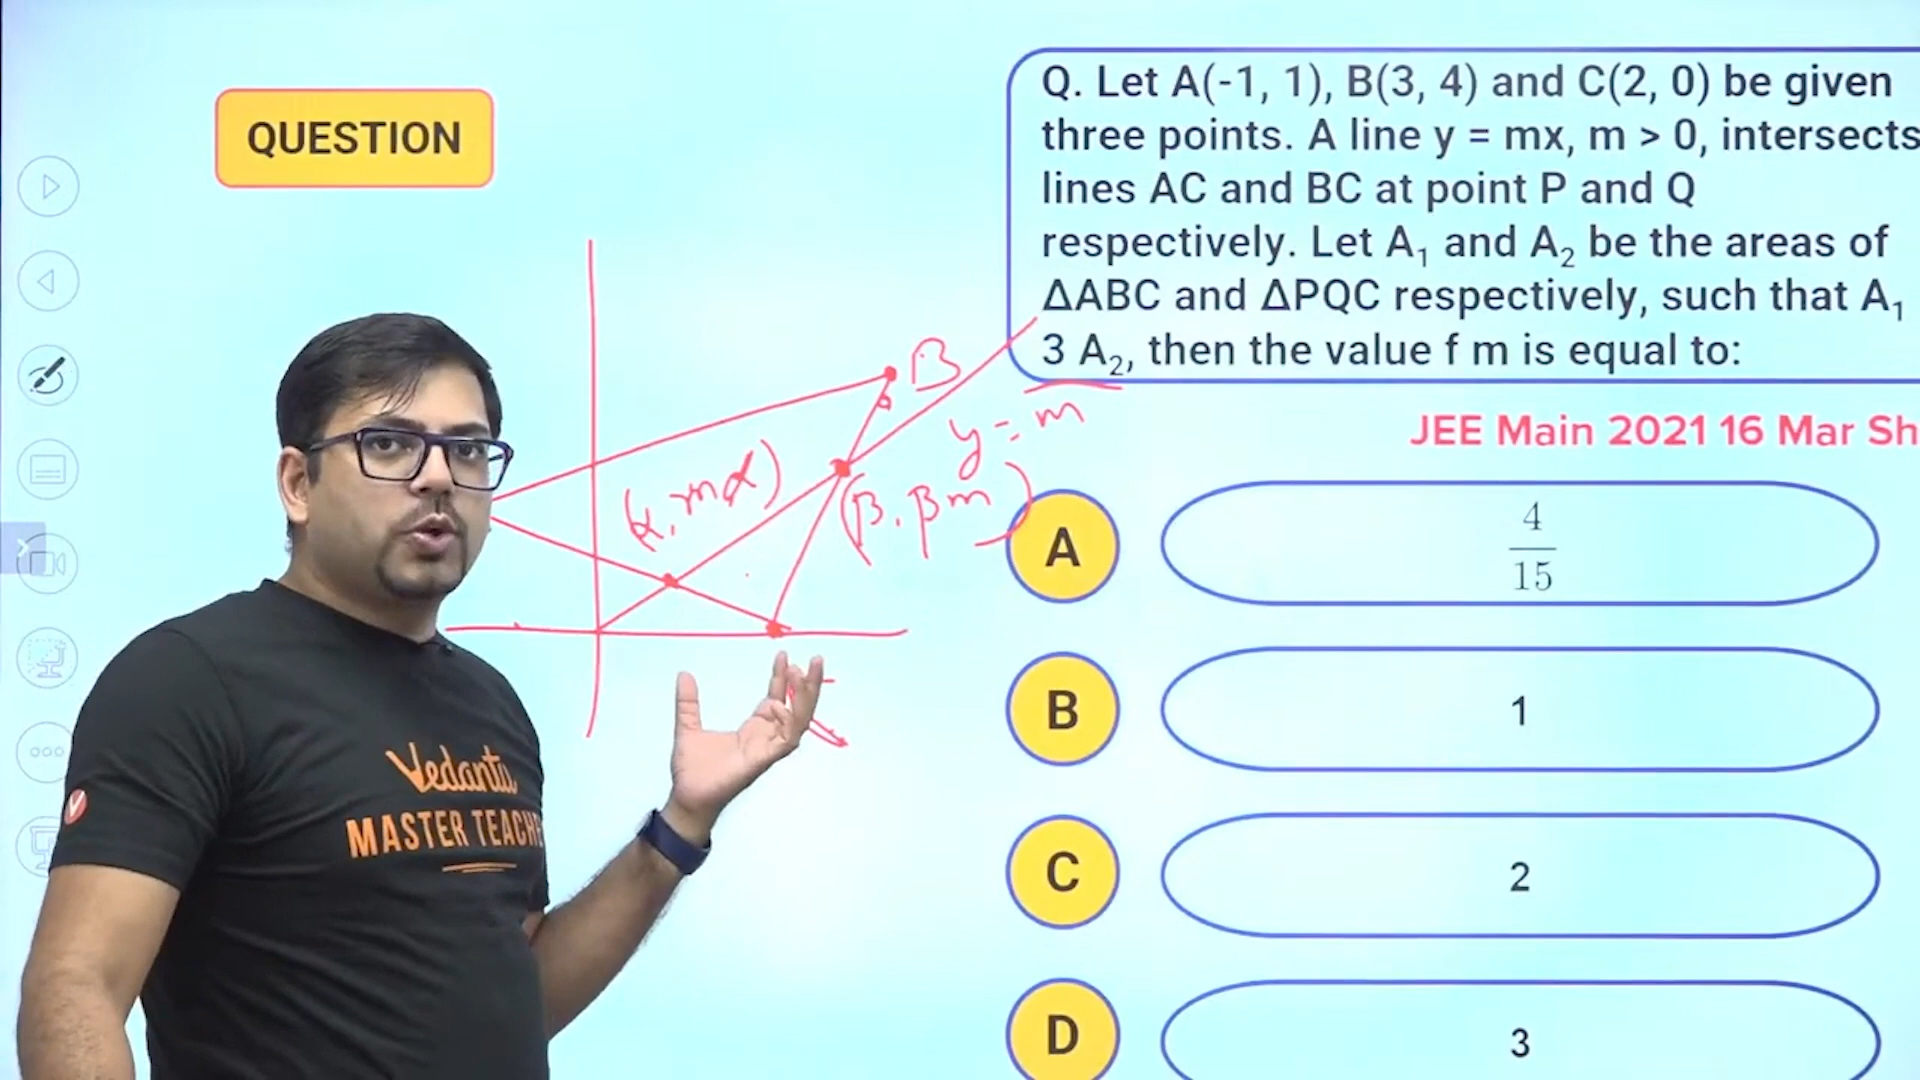 QUESTION
Q. Let A(-1, 1), B(3, 4) and C(2, 0) be given
three points. A line y = mx, m > 0, intersects
lines AC and BC at point P and Q
respectively. Let A₁ and A₂ be the areas of
ΔABC and ΔPQC respectively, such that A₁
3 A₂, then the value f m is equal to:
JEE Main 2021 16 Mar Sh
B
y = m
(α, mα)
(β, βm)
A
4
15
B
1
C
2
D
3
Vedantu
MASTER TEACHE